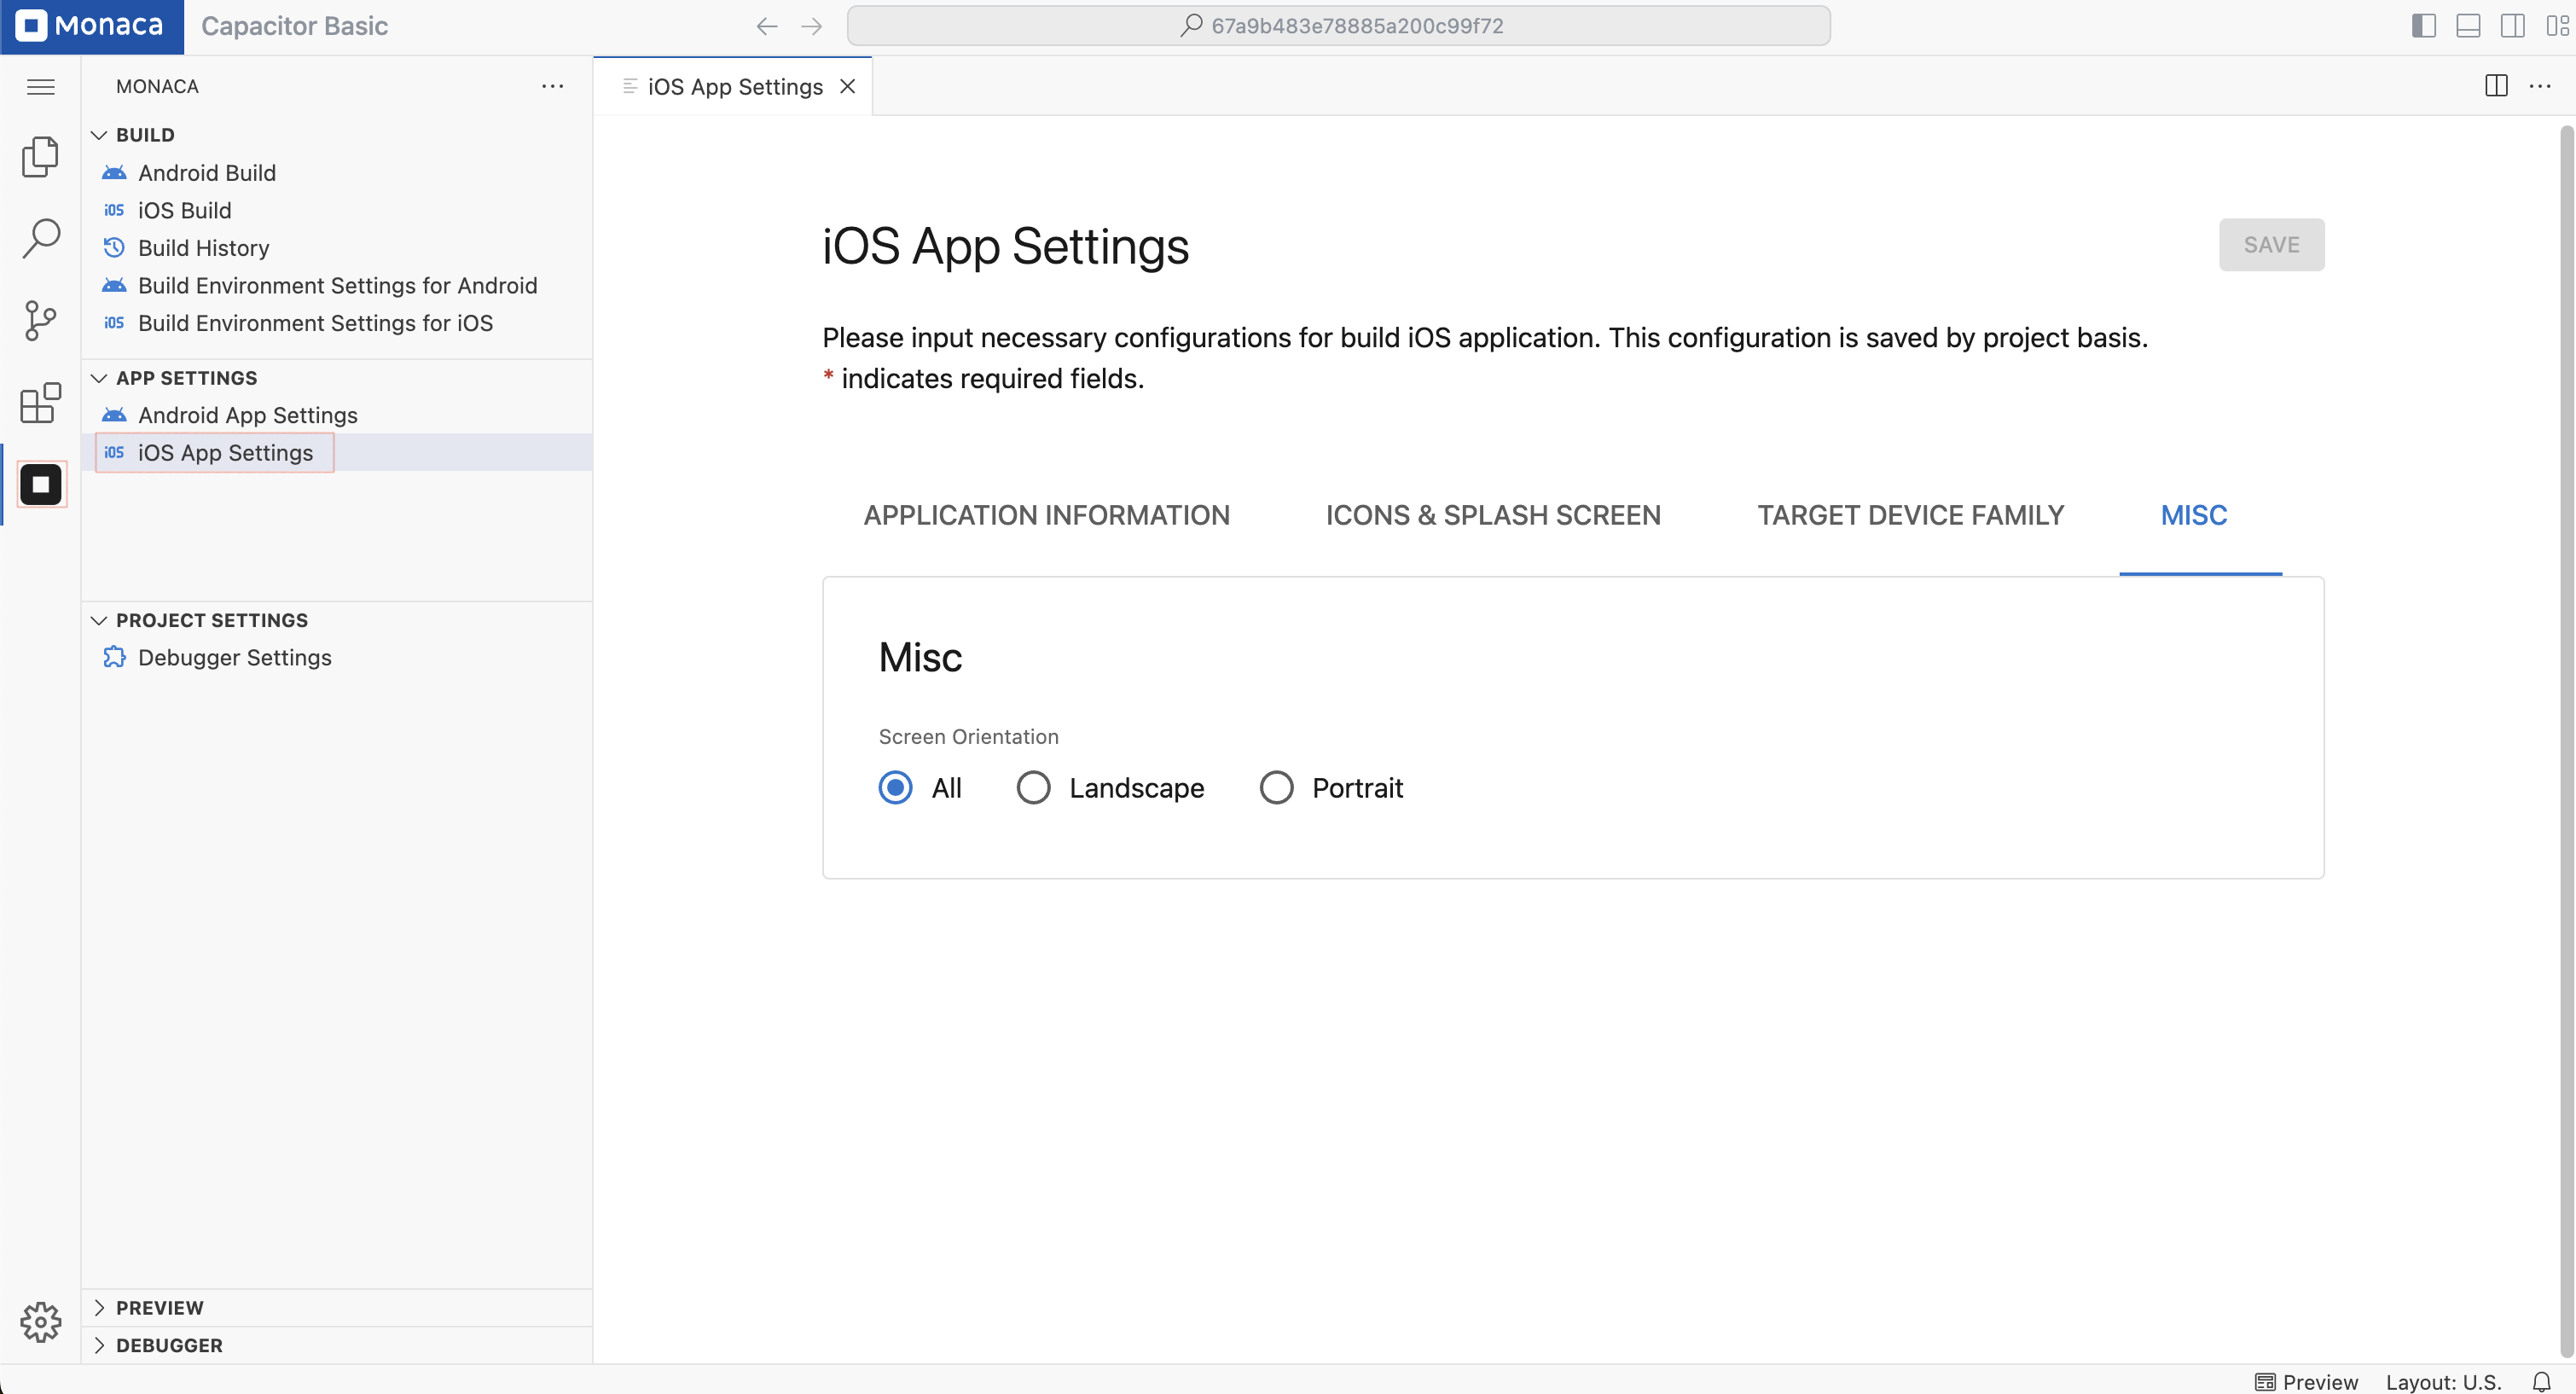 Monaca
Capacitor Basic
67a9b483e78885a200c99f72
MONACA
BUILD
Android Build
iOS Build
Build History
Build Environment Settings for Android
iOS Build Environment Settings for iOS
APP SETTINGS
Android App Settings
iOS iOS App Settings
PROJECT SETTINGS
Debugger Settings
PREVIEW
DEBUGGER
iOS App Settings
iOS App Settings
SAVE
Please input necessary configurations for build iOS application. This configuration is saved by project basis.
* indicates required fields.
APPLICATION INFORMATION
ICONS & SPLASH SCREEN
TARGET DEVICE FAMILY
MISC
Misc
Screen Orientation
All
Landscape
Portrait
Preview
Layout: U.S.